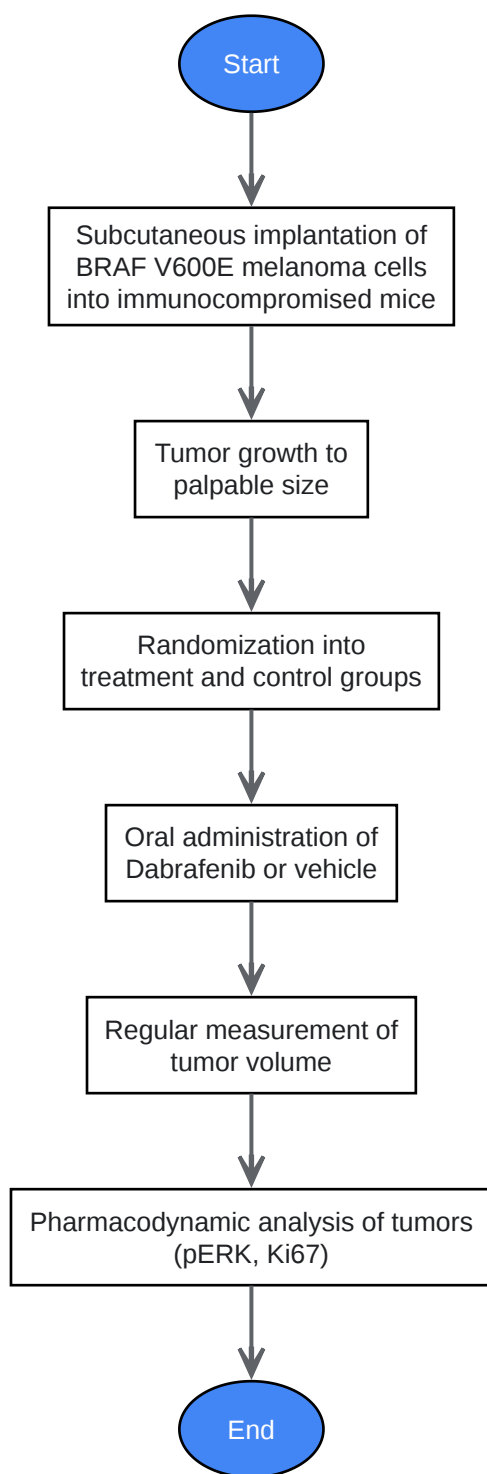 Start
Subcutaneous implantation of
BRAF V600E melanoma cells
into immunocompromised mice
Tumor growth to
palpable size
Randomization into
treatment and control groups
Oral administration of
Dabrafenib or vehicle
Regular measurement of
tumor volume
Pharmacodynamic analysis of tumors
(pERK, Ki67)
End